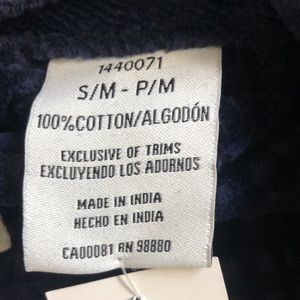 1440071
S/M - P/M
100%COTTON/ALGODÓN
EXCLUSIVE OF TRIMS
EXCLUYENDO LOS ADORNOS
MADE IN INDIA
HECHO EN INDIA
CA00081 RN 98880